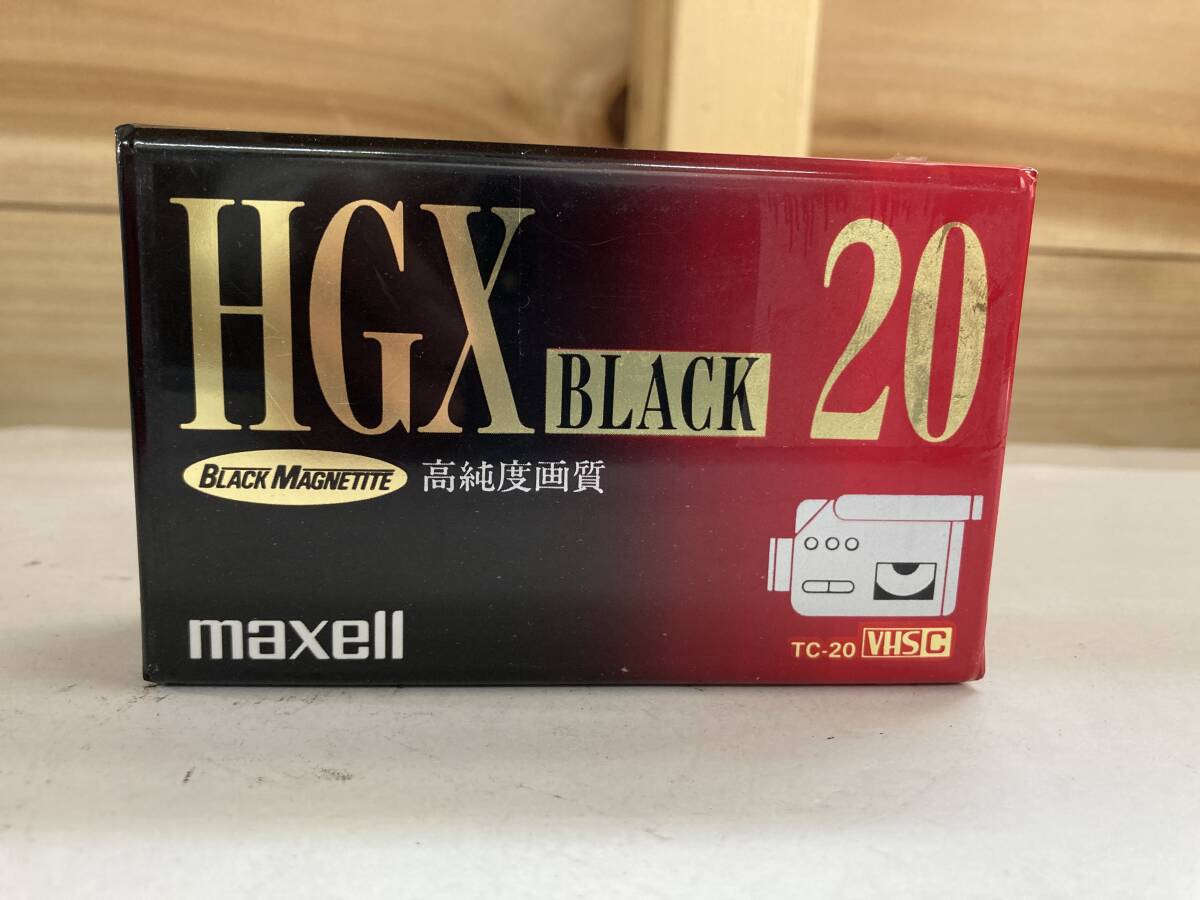 HGX BLACK 20
BLACK MAGNETITE 高純度画質
maxell
TC-20 VHS C